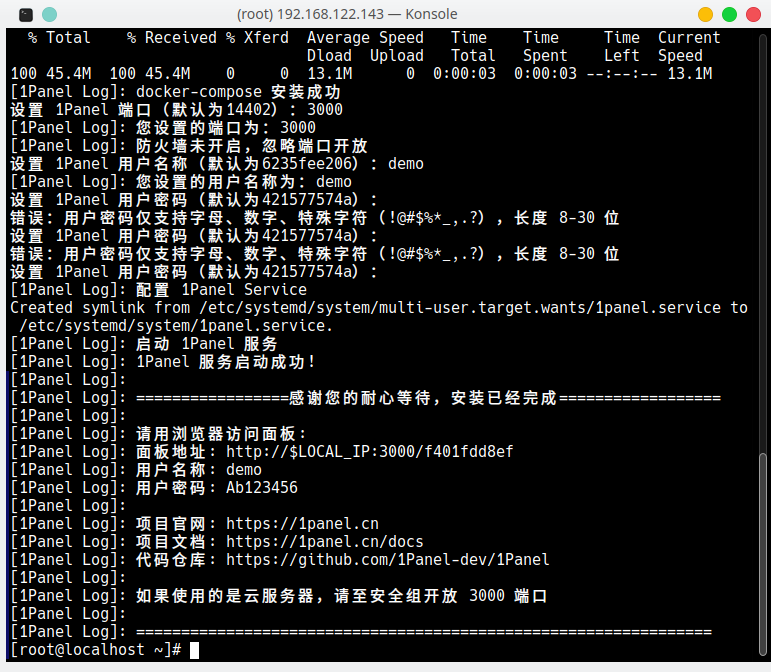 (root) 192.168.122.143 — Konsole
% Total % Received % Xferd Average Speed Time Time Time Current
Dload Upload Total Spent Left Speed
100 45.4M 100 45.4M 0 0 13.1M 0 0:00:03 0:00:03 --:--:-- 13.1M
[1Panel Log]: docker-compose 安装成功
设置 1Panel 端口（默认为14402）：3000
[1Panel Log]: 您设置的端口为：3000
[1Panel Log]: 防火墙未开启，忽略端口开放
设置 1Panel 用户名称（默认为6235fee206）：demo
[1Panel Log]: 您设置的用户名称为：demo
设置 1Panel 用户密码（默认为421577574a）：
错误：用户密码仅支持字母、数字、特殊字符（!@#$%*_,.?），长度 8-30 位
设置 1Panel 用户密码（默认为421577574a）：
错误：用户密码仅支持字母、数字、特殊字符（!@#$%*_,.?），长度 8-30 位
设置 1Panel 用户密码（默认为421577574a）：
[1Panel Log]: 配置 1Panel Service
Created symlink from /etc/systemd/system/multi-user.target.wants/1panel.service to
/etc/systemd/system/1panel.service.
[1Panel Log]: 启动 1Panel 服务
[1Panel Log]: 1Panel 服务启动成功！
[1Panel Log]:
[1Panel Log]: =================感谢您的耐心等待，安装已经完成==================
[1Panel Log]:
[1Panel Log]: 请用浏览器访问面板：
[1Panel Log]: 面板地址：http://$LOCAL_IP:3000/f401fdd8ef
[1Panel Log]: 用户名称：demo
[1Panel Log]: 用户密码：Ab123456
[1Panel Log]:
[1Panel Log]: 项目官网：https://1panel.cn
[1Panel Log]: 项目文档：https://1panel.cn/docs
[1Panel Log]: 代码仓库：https://github.com/1Panel-dev/1Panel
[1Panel Log]:
[1Panel Log]: 如果使用的是云服务器，请至安全组开放 3000 端口
[1Panel Log]:
[1Panel Log]: ================================================================
[root@localhost ~]#